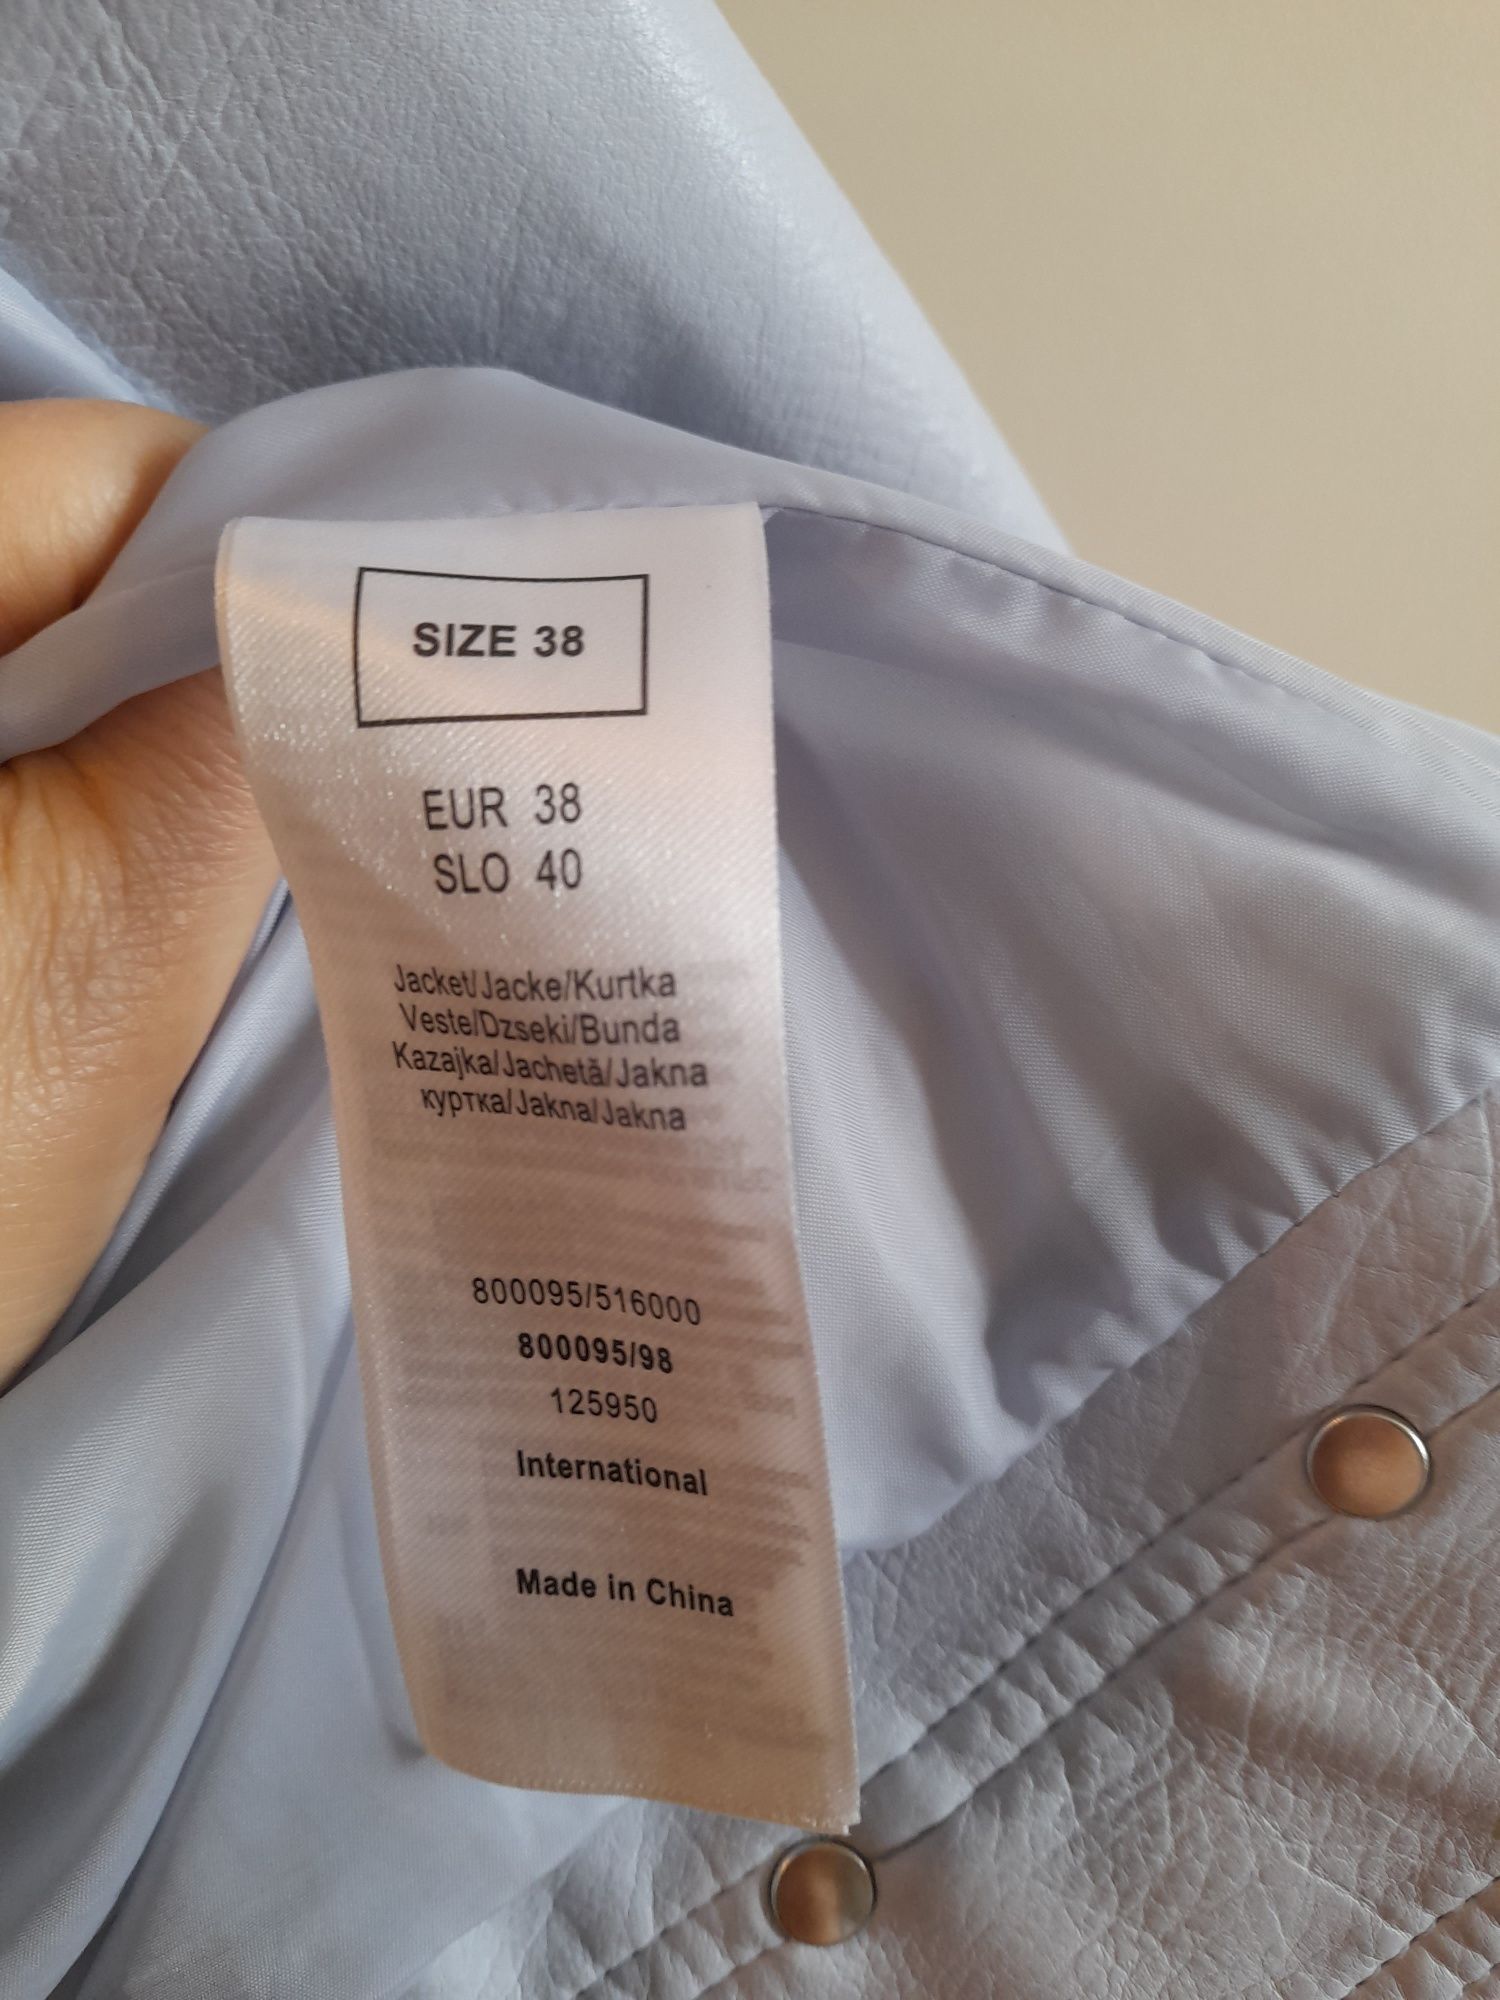 SIZE 38
EUR 38
SLO 40
Jacket/Jacke/Kurtka
Veste/Dzseki/Bunda
Kazajka/Jachetă/Jakna
куртка/Jakna/Jakna
800095/516000
800095/98
125950
International
Made in China